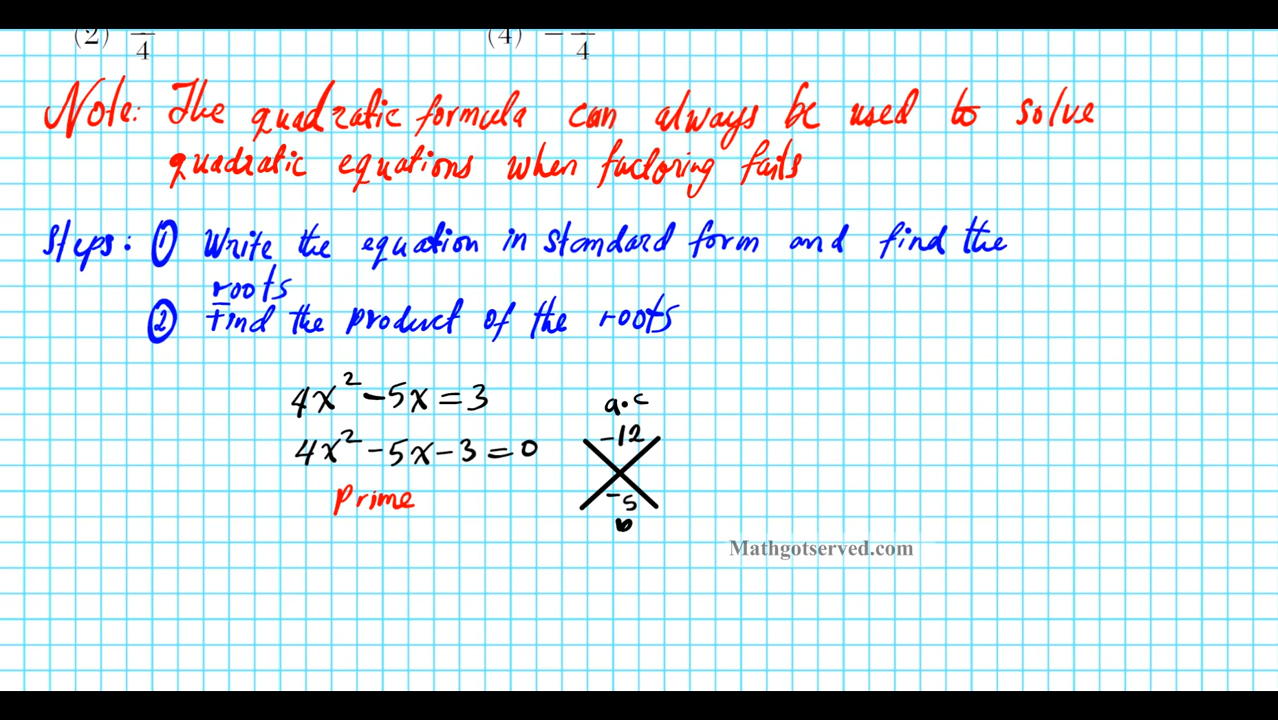 (2) 4
(4) − 4
Note: The quadratic formula can always be used to solve
quadratic equations when factoring fails
Steps: ① Write the equation in standard form and find the
roots
② Find the product of the roots
4x² − 5x = 3
a·c
4x² − 5x − 3 = 0
−12
Prime
−5
b
Mathgotserved.com